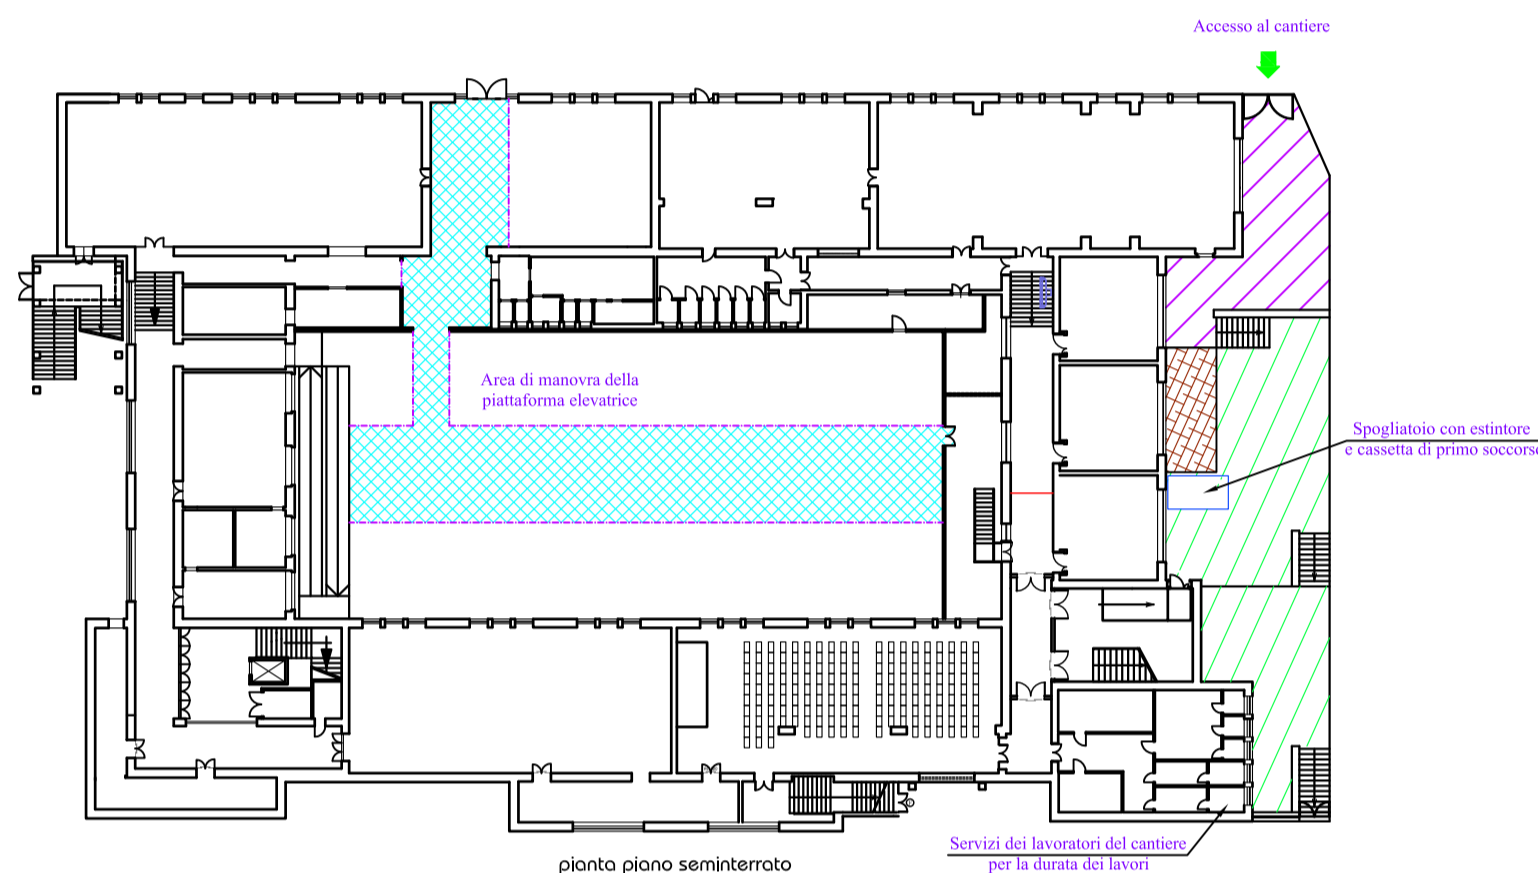 Accesso al cantiere
Area di manovra della
piattaforma elevatrice
Spogliatoio con estintore
e cassetta di primo soccorso
Servizi dei lavoratori del cantiere
per la durata dei lavori
pianta piano seminterrato